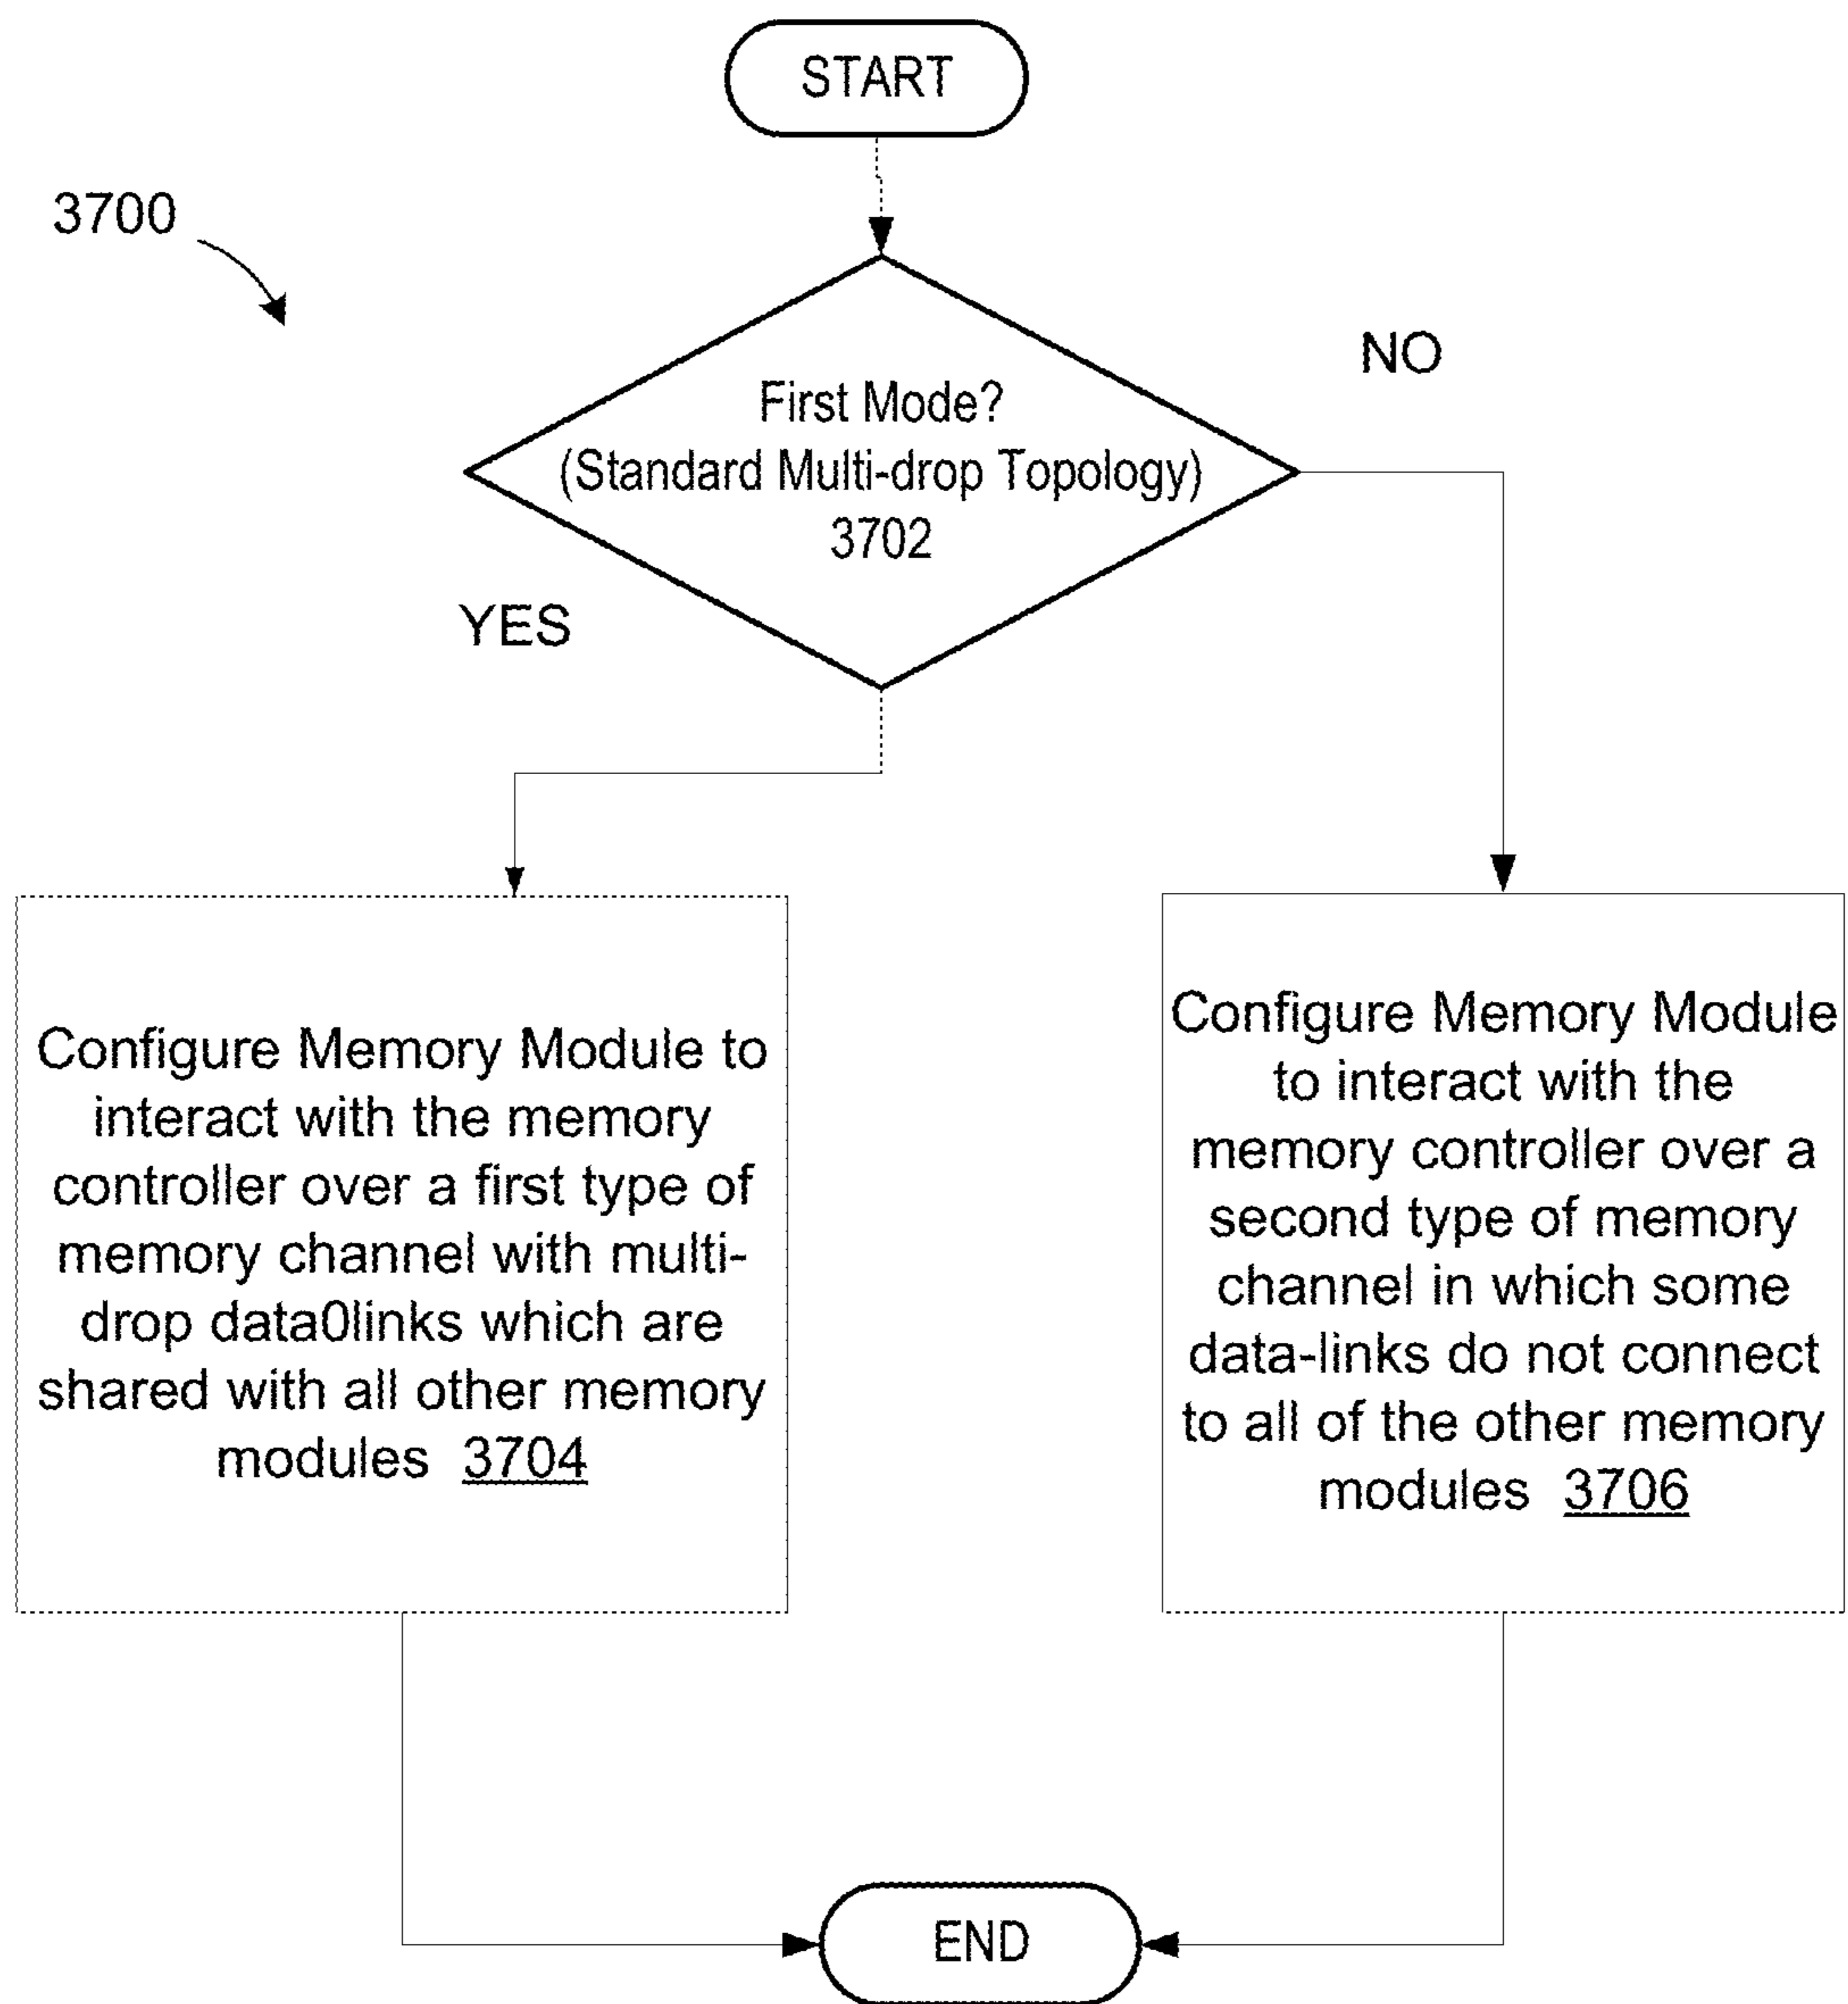 START
3700
First Mode?
(Standard Multi-drop Topology)
3702
NO
YES
Configure Memory Module to
interact with the memory
controller over a first type of
memory channel with multi-
drop data0links which are
shared with all other memory
modules 3704
Configure Memory Module
to interact with the
memory controller over a
second type of memory
channel in which some
data-links do not connect
to all of the other memory
modules 3706
END